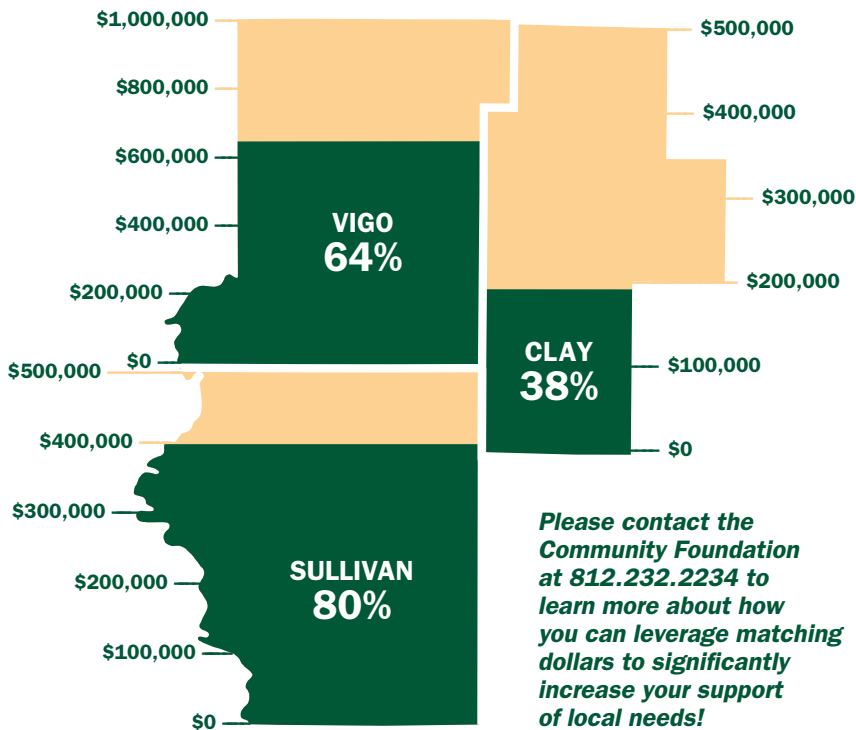 $1,000,000
$800,000
$600,000
$400,000
$200,000
$0
VIGO
64%
$500,000
$400,000
$300,000
$200,000
$100,000
$0
CLAY
38%
$500,000
$400,000
$300,000
$200,000
$100,000
$0
SULLIVAN
80%
Please contact the
Community Foundation
at 812.232.2234 to
learn more about how
you can leverage matching
dollars to significantly
increase your support
of local needs!